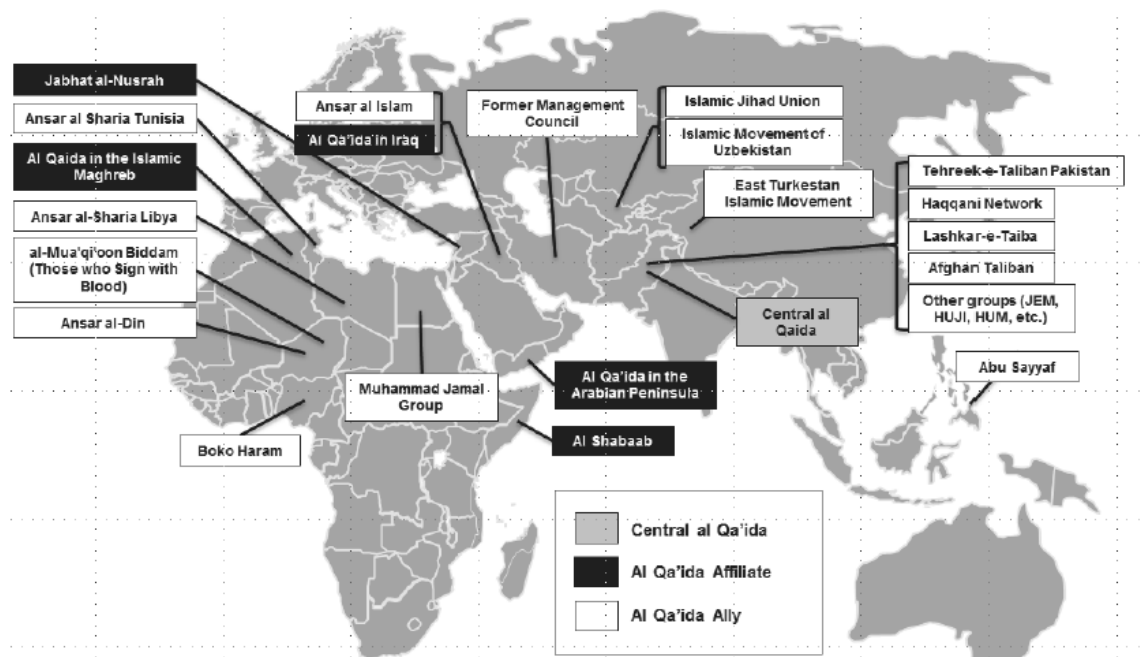 Jabhat al-Nusrah
Ansar al Sharia Tunisia
Al Qaida in the Islamic
Maghreb
Ansar al-Sharia Libya
al-Mua'qi'oon Biddam
(Those who Sign with
Blood)
Ansar al-Din
Boko Haram
Ansar al Islam
Al Qa'ida in Iraq
Former Management
Council
Islamic Jihad Union
Islamic Movement of
Uzbekistan
East Turkestan
Islamic Movement
Tehreek-e-Taliban Pakistan
Haqqani Network
Lashkar-e-Taiba
Afghan Taliban
Other groups (JEM,
HUJI, HUM, etc.)
Central al
Qaida
Abu Sayyaf
Muhammad Jamal
Group
Al Qa'ida in the
Arabian Peninsula
Al Shabaab
Central al Qa'ida
Al Qa'ida Affiliate
Al Qa'ida Ally